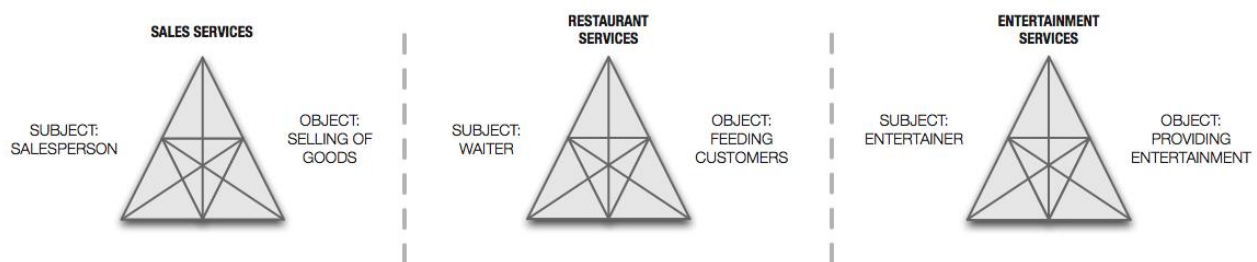 SALES SERVICES
SUBJECT:
SALESPERSON
OBJECT:
SELLING OF
GOODS
RESTAURANT
SERVICES
SUBJECT:
WAITER
OBJECT:
FEEDING
CUSTOMERS
ENTERTAINMENT
SERVICES
SUBJECT:
ENTERTAINER
OBJECT:
PROVIDING
ENTERTAINMENT